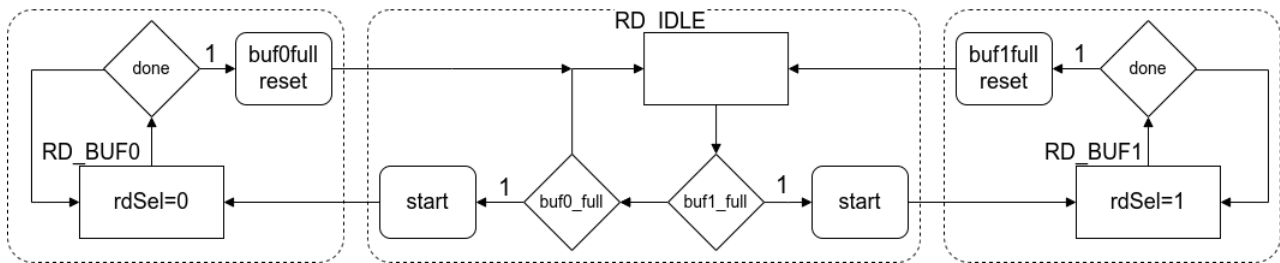 RD_IDLE
done
1
buf0full
reset
buf1full
reset
1
done
RD_BUF0
RD_BUF1
rdSel=0
start
1
buf0_full
buf1_full
1
start
rdSel=1